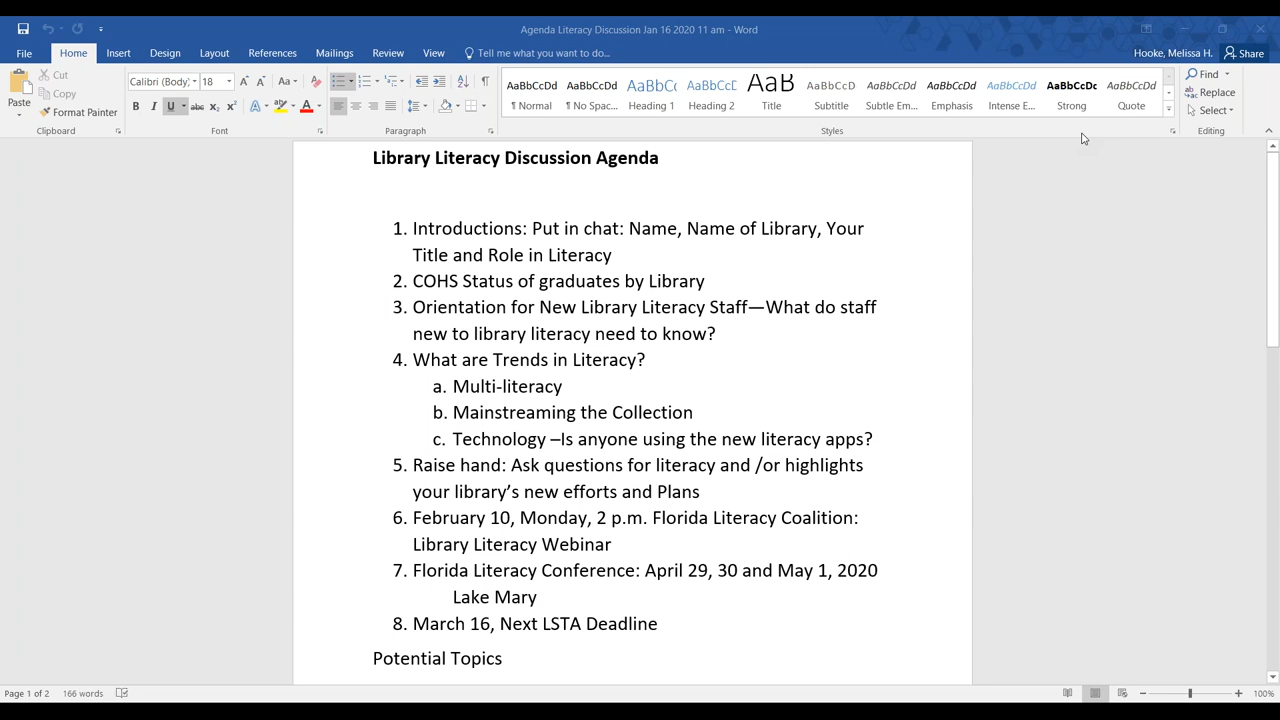 Agenda Literacy Discussion Jan 16 2020 11 am - Word
File Home Insert Design Layout References Mailings Review View Tell me what you want to do... Hooke, Melissa H. Share
Paste Cut Copy Format Painter
Clipboard
Calibri (Body) 18
B I U abc X₂ X²
Font
Paragraph
AaBbCcDd AaBbCcDd AaBbCc AaBbCcD AaB AaBbCcD AaBbCcDd AaBbCcDd AaBbCcDd AaBbCcDc AaBbCcDd
¶ Normal ¶ No Spac... Heading 1 Heading 2 Title Subtitle Subtle Em... Emphasis Intense E... Strong Quote
Styles
Find
Replace
Select
Editing
Library Literacy Discussion Agenda
1. Introductions: Put in chat: Name, Name of Library, Your
Title and Role in Literacy
2. COHS Status of graduates by Library
3. Orientation for New Library Literacy Staff—What do staff
new to library literacy need to know?
4. What are Trends in Literacy?
a. Multi-literacy
b. Mainstreaming the Collection
c. Technology –Is anyone using the new literacy apps?
5. Raise hand: Ask questions for literacy and /or highlights
your library's new efforts and Plans
6. February 10, Monday, 2 p.m. Florida Literacy Coalition:
Library Literacy Webinar
7. Florida Literacy Conference: April 29, 30 and May 1, 2020
Lake Mary
8. March 16, Next LSTA Deadline
Potential Topics
Page 1 of 2 166 words 100%